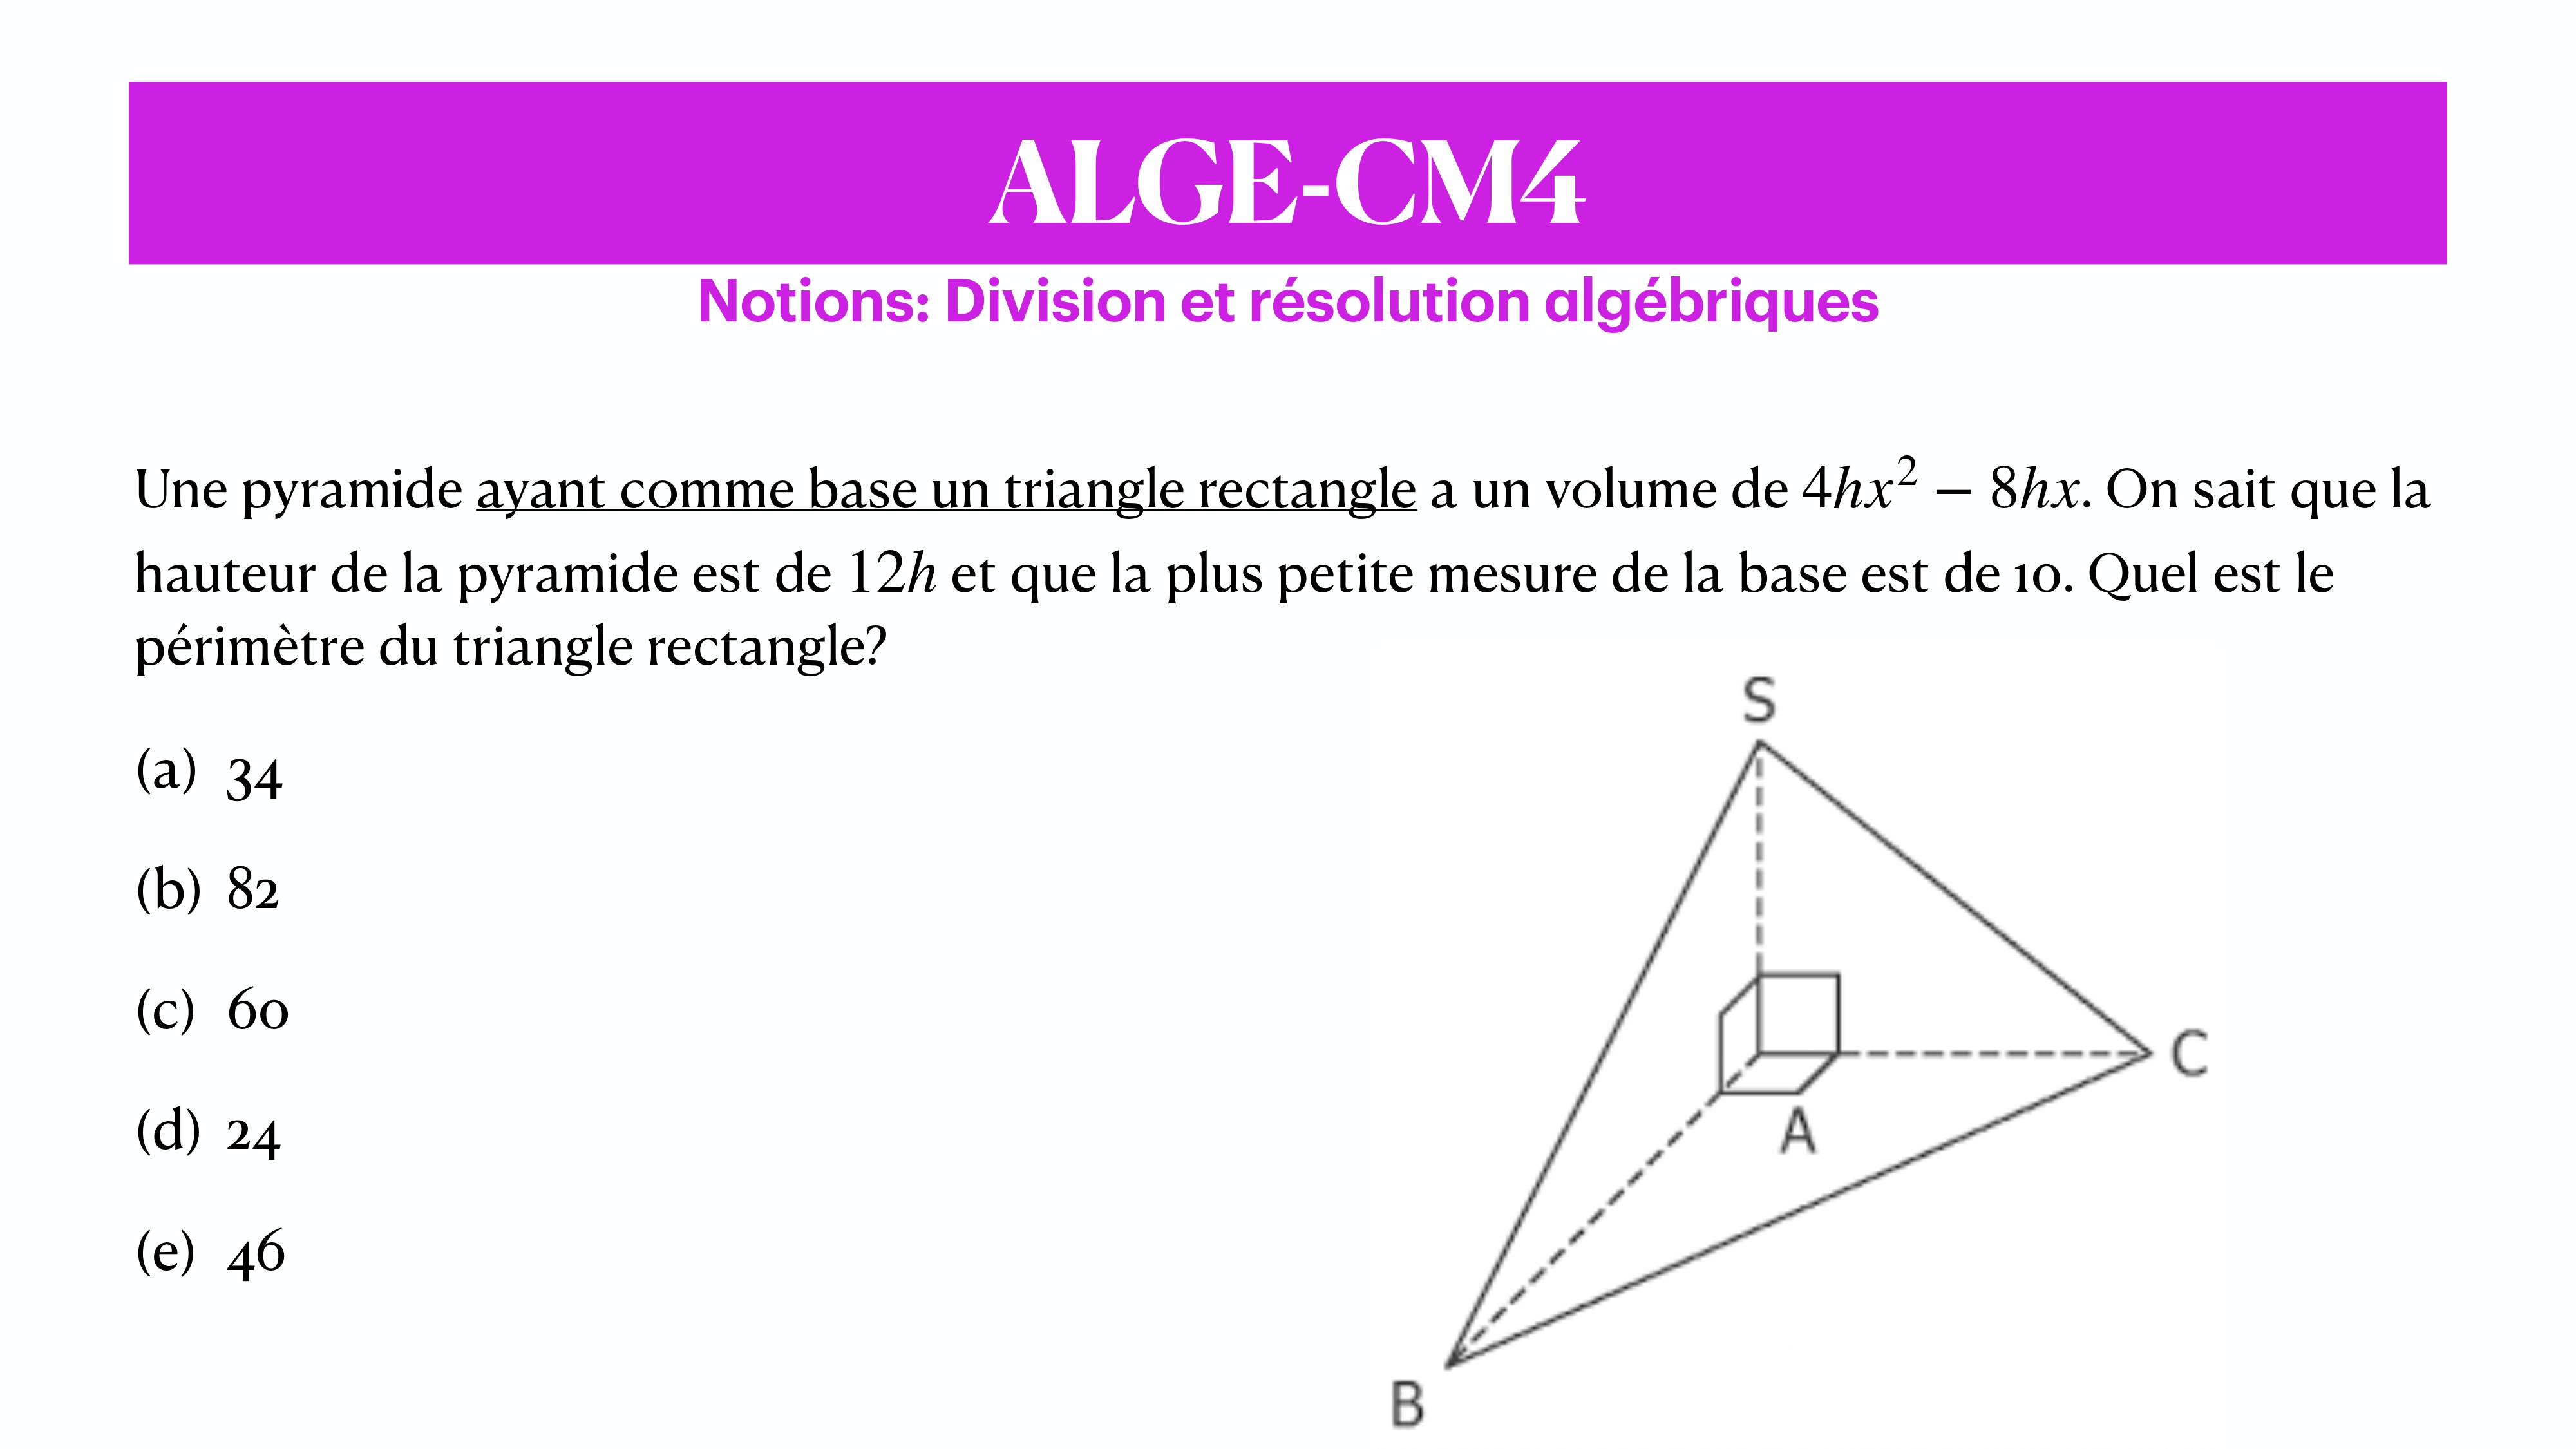 ALGE-CM4
Notions: Division et résolution algébriques
Une pyramide ayant comme base un triangle rectangle a un volume de 4hx² – 8hx. On sait que la
hauteur de la pyramide est de 12h et que la plus petite mesure de la base est de 10. Quel est le
périmètre du triangle rectangle?
S
(a) 34
(b) 82
(c) 60
C
A
(d) 24
(e) 46
B